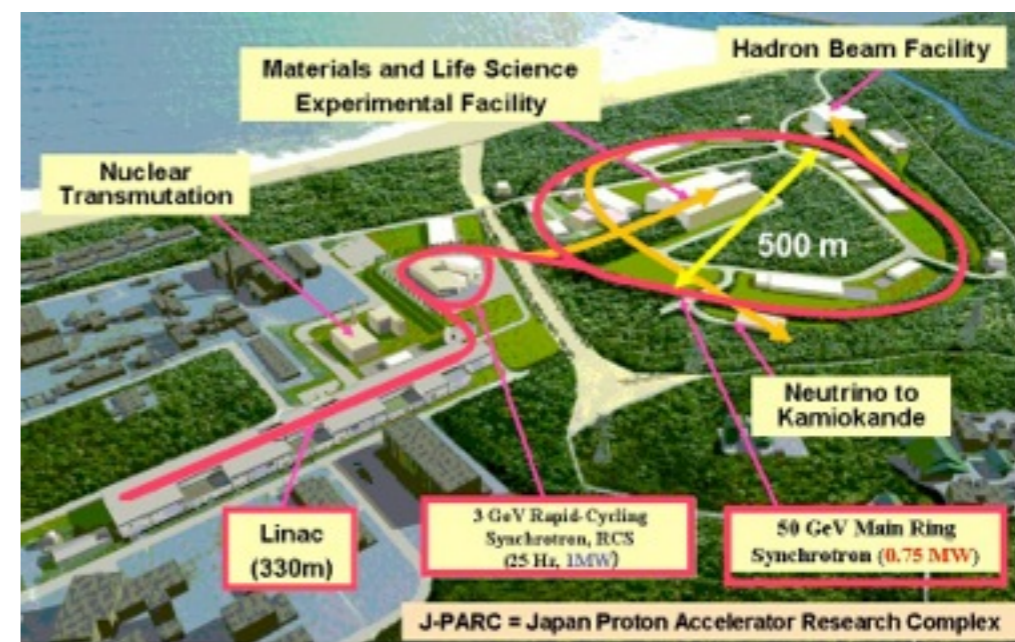 Hadron Beam Facility
Materials and Life Science
Experimental Facility
Nuclear
Transmutation
500 m
Neutrino to
Kamiokande
Linac
(330m)
3 GeV Rapid-Cycling
Synchrotron, RCS
(25 Hz, 1MW)
50 GeV Main Ring
Synchrotron (0.75 MW)
J-PARC = Japan Proton Accelerator Research Complex